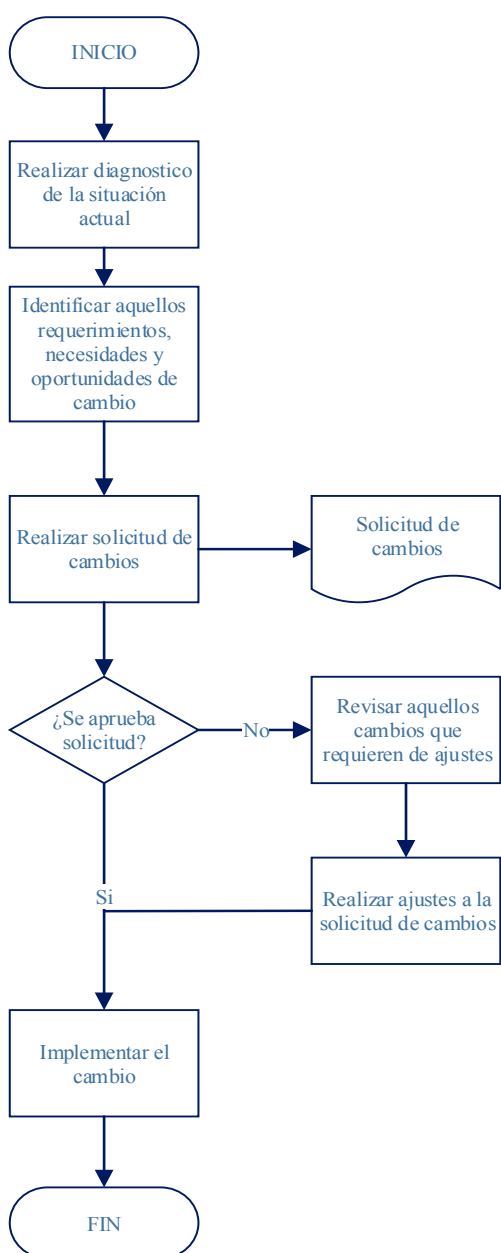 INICIO
Realizar diagnostico
de la situación
actual
Identificar aquellos
requerimientos,
necesidades y
oportunidades de
cambio
Realizar solicitud de
cambios
Solicitud de
cambios
¿Se aprueba
solicitud?
No
Revisar aquellos
cambios que
requieren de ajustes
Si
Realizar ajustes a la
solicitud de cambios
Implementar el
cambio
FIN